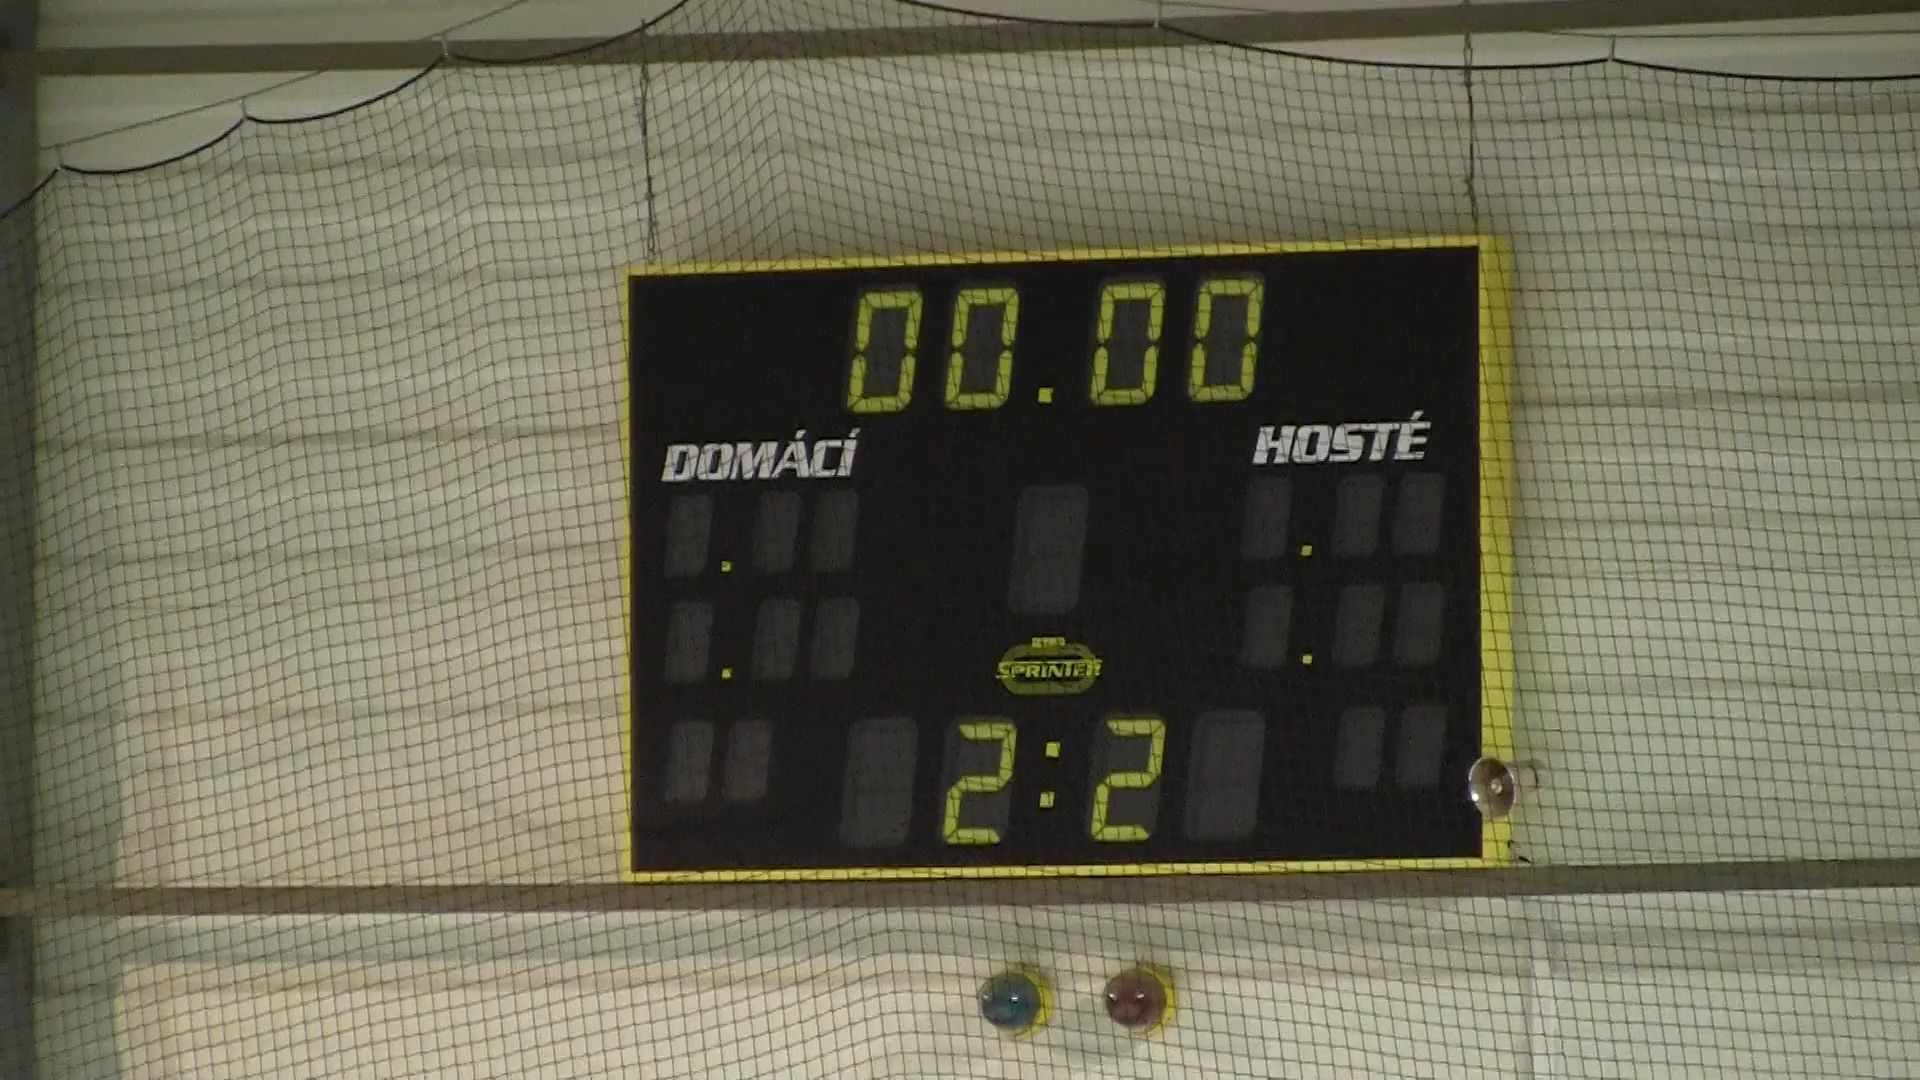 00.00
DOMÁCÍ HOSTÉ
. .
. .
SPRINTER
2:2